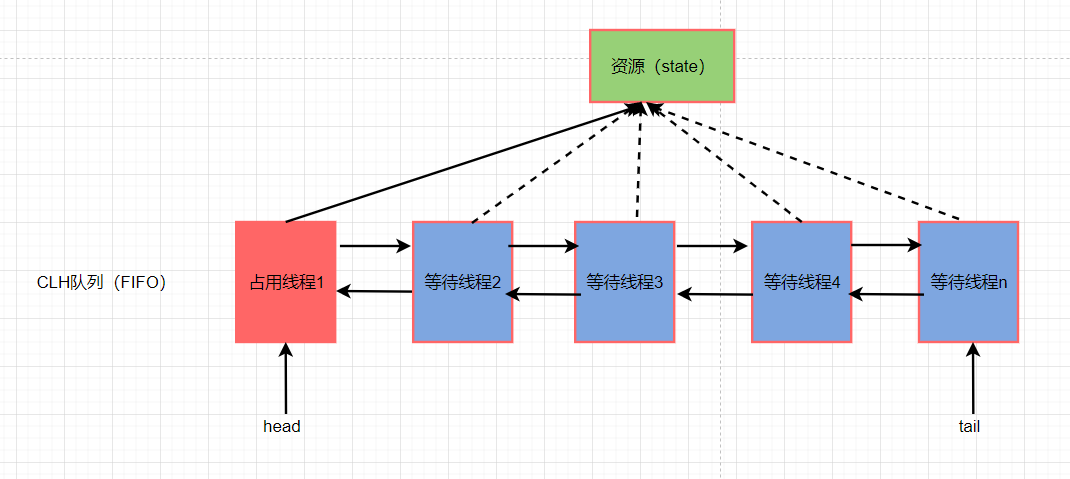 资源（state）
CLH队列（FIFO）
占用线程1
等待线程2
等待线程3
等待线程4
等待线程n
head
tail